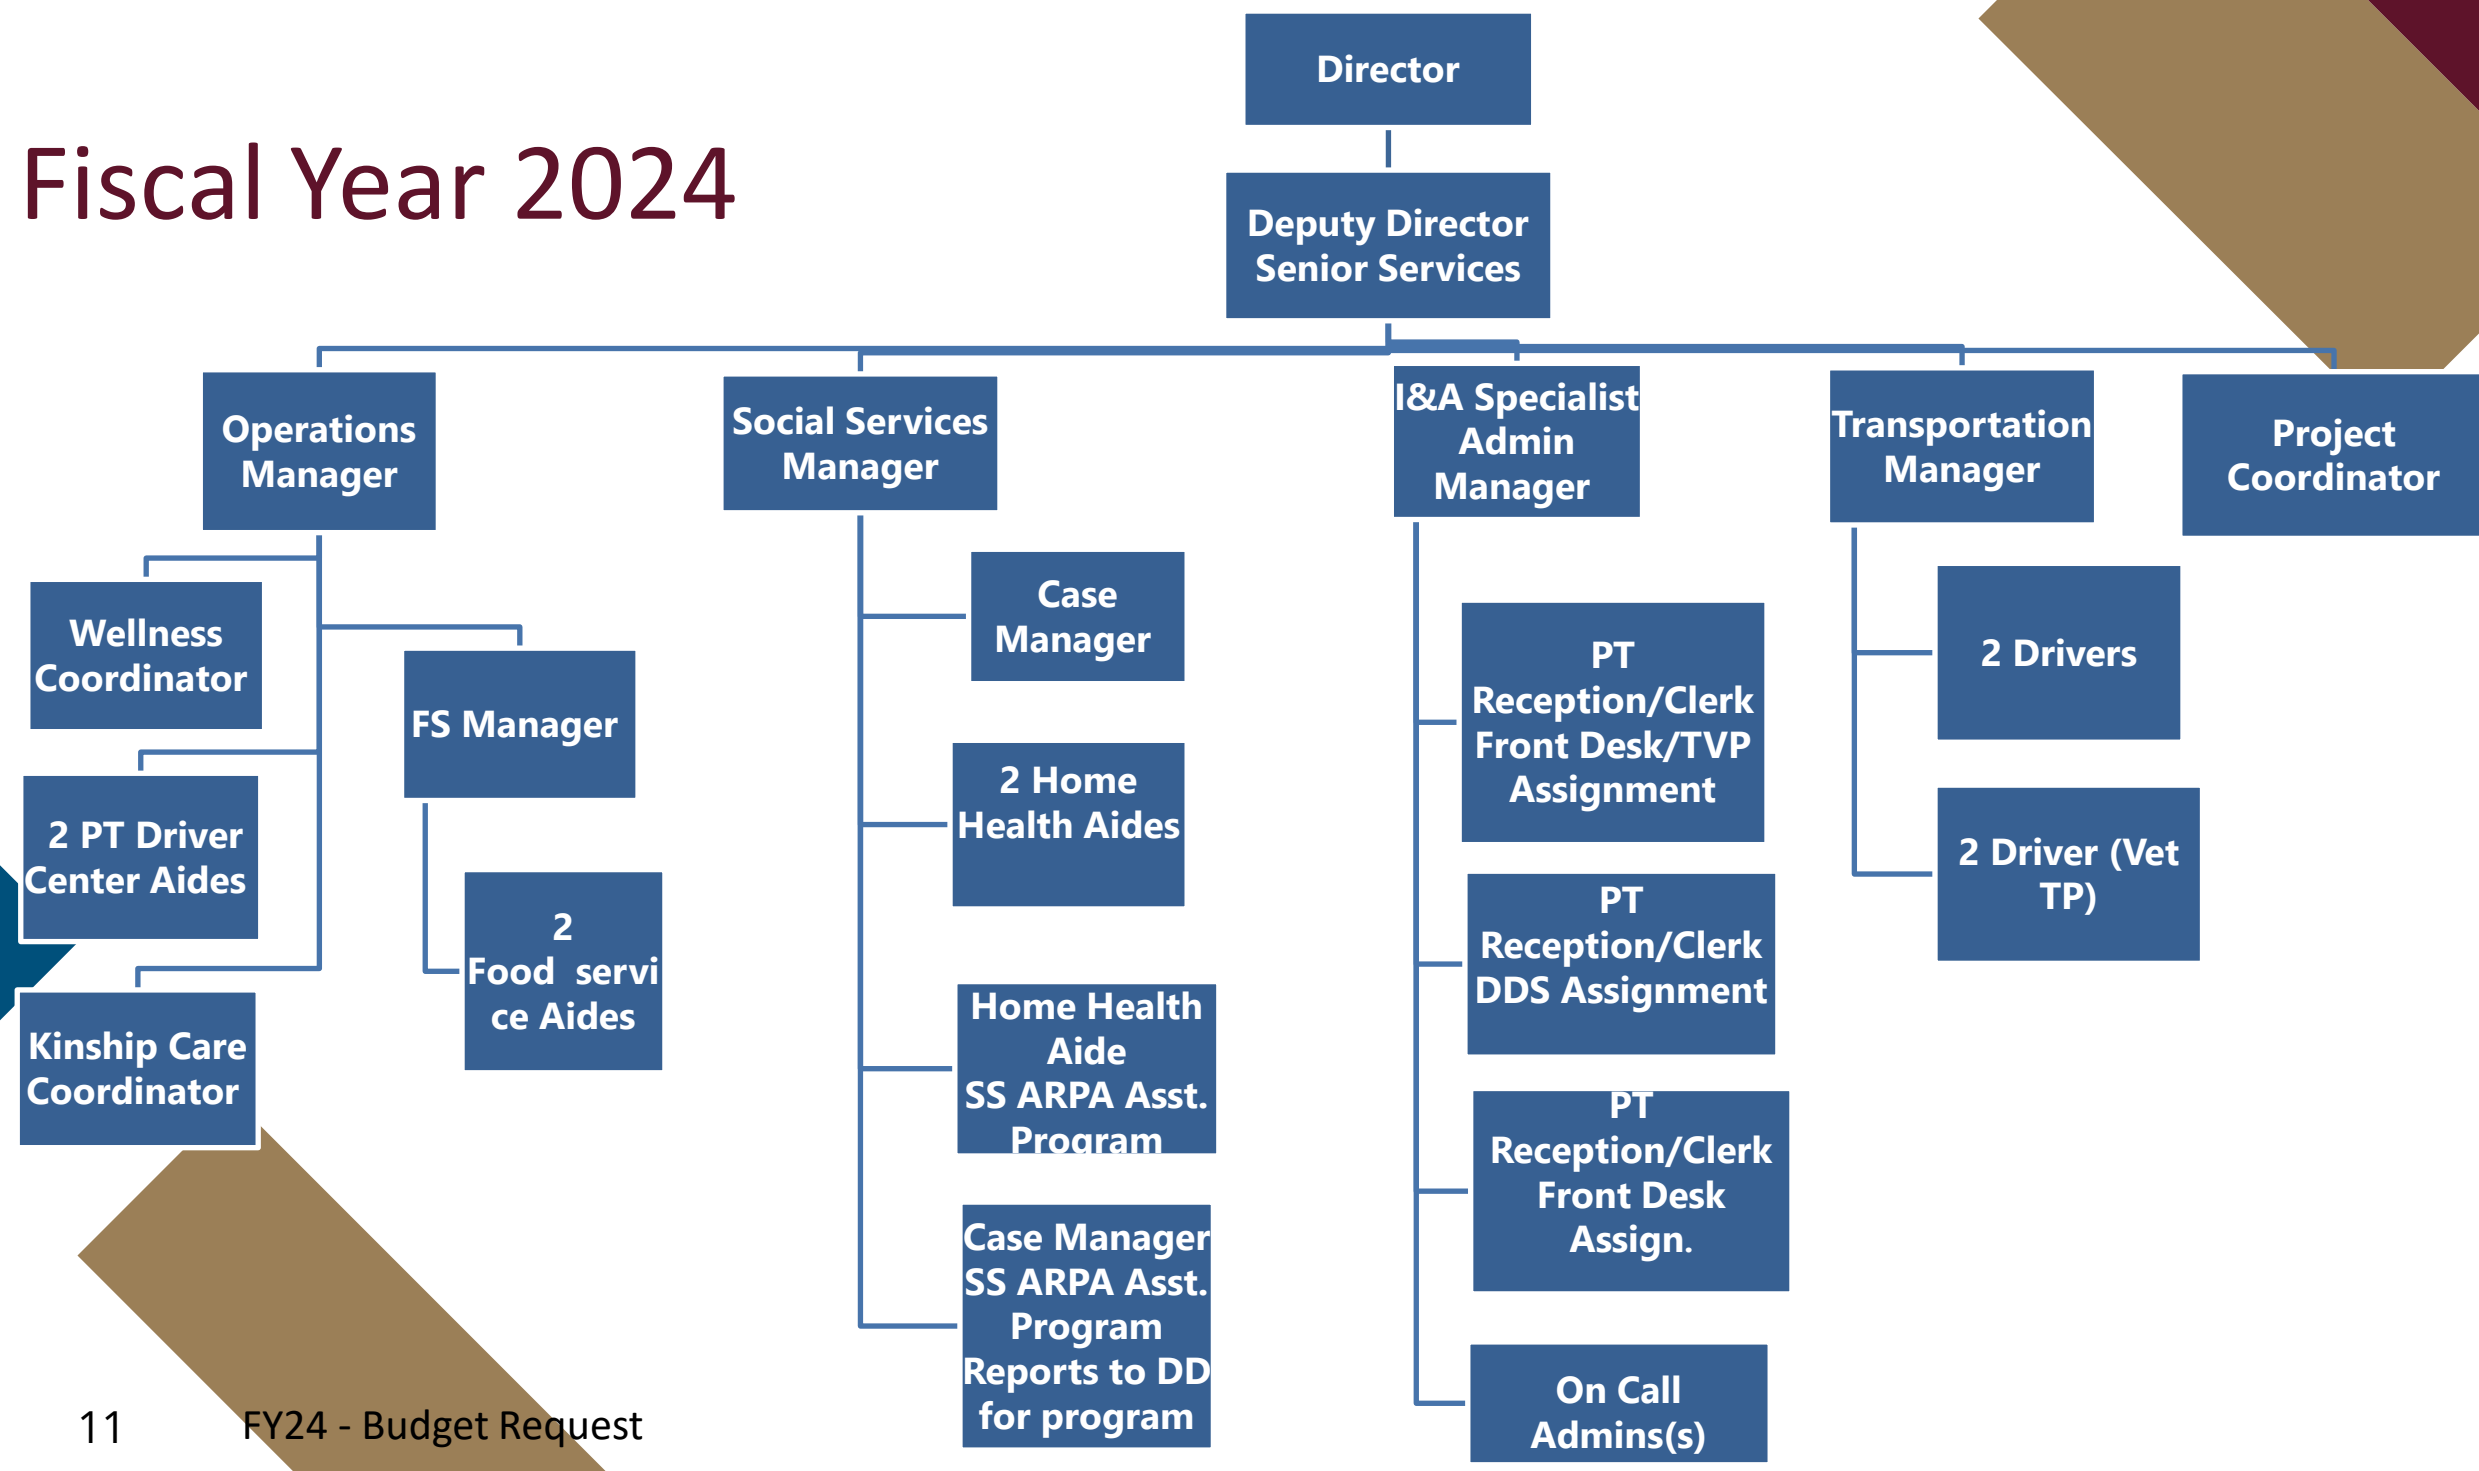 Director
Fiscal Year 2024
Deputy Director
Senior Services
Operations
Manager
Social Services
Manager
I&A Specialist
Admin
Manager
Transportation
Manager
Project
Coordinator
Wellness
Coordinator
FS Manager
2 PT Driver
Center Aides
2
Food  servi
ce Aides
Kinship Care
Coordinator
Case
Manager
2 Home
Health Aides
Home Health
Aide
SS ARPA Asst.
Program
Case Manager
SS ARPA Asst.
Program
Reports to DD
for program
PT
Reception/Clerk
Front Desk/TVP
Assignment
PT
Reception/Clerk
DDS Assignment
PT
Reception/Clerk
Front Desk
Assign.
On Call
Admins(s)
2 Drivers
2 Driver (Vet
TP)
11
FY24 - Budget Request